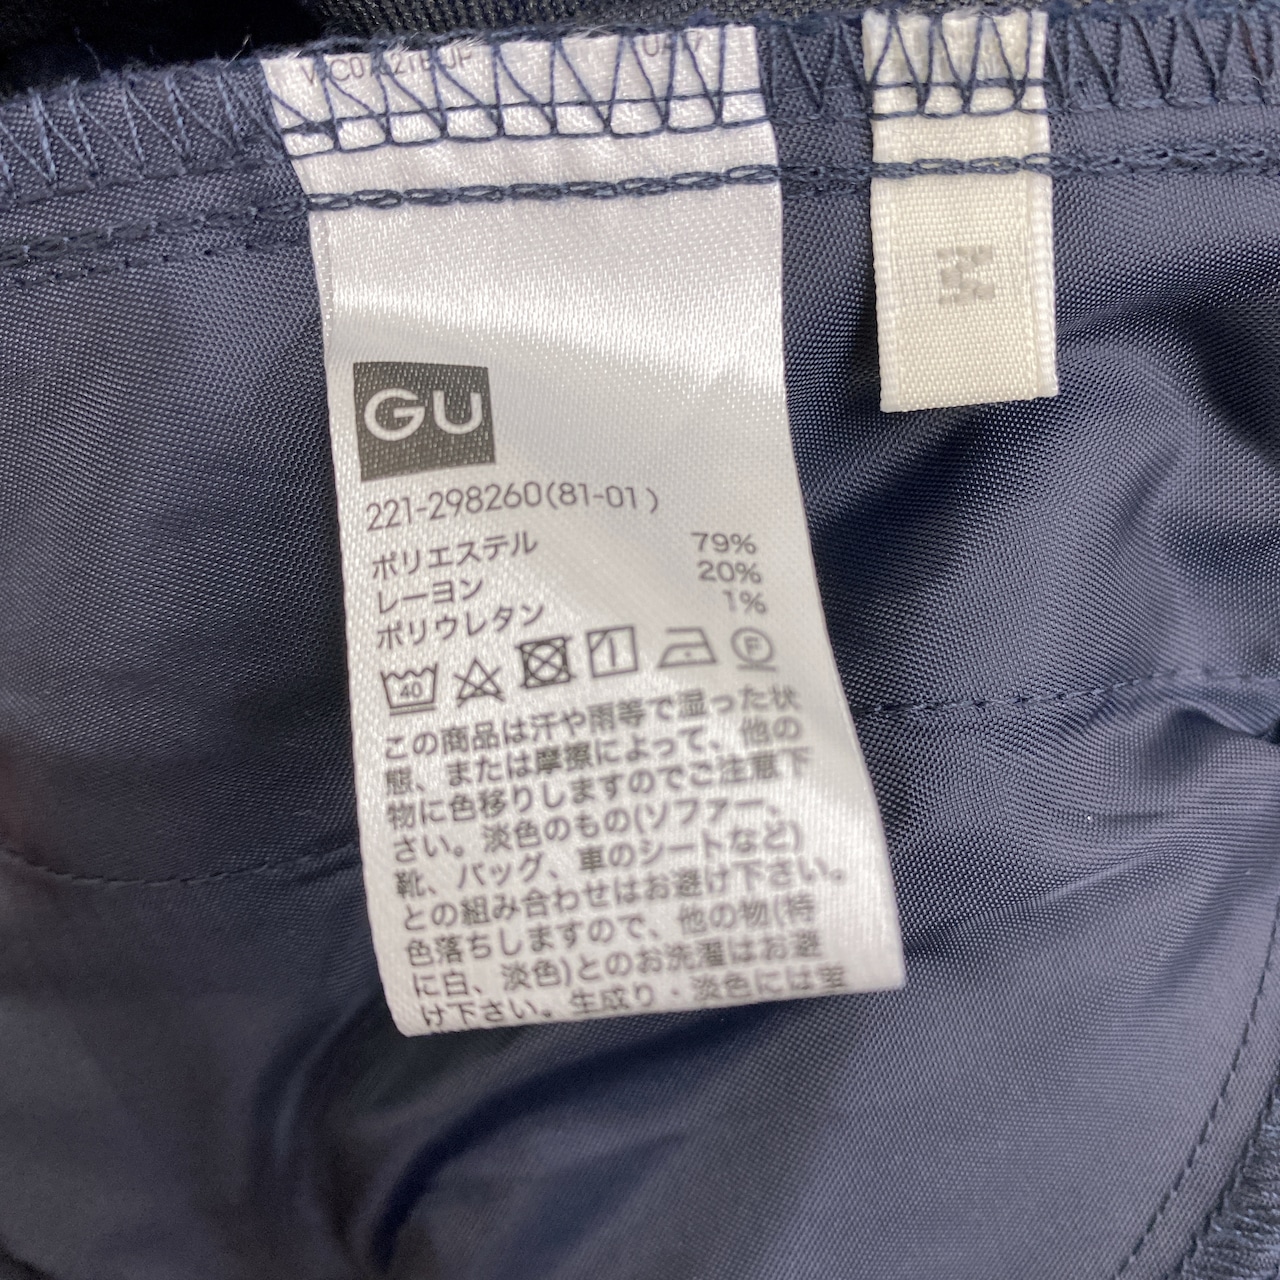 GU
221-298260(81-01)
ポリエステル 79%
レーヨン 20%
ポリウレタン 1%
40
F
この商品は汗や雨等で湿った状
態、または摩擦によって、他の
物に色移りしますのでご注意下
さい。淡色のもの(ソファー、
靴、バッグ、車のシートなど)
との組み合わせはお避け下さい。
色落ちしますので、他の物(特
に白、淡色)とのお洗濯はお避
け下さい。生成り・淡色には蛍
M